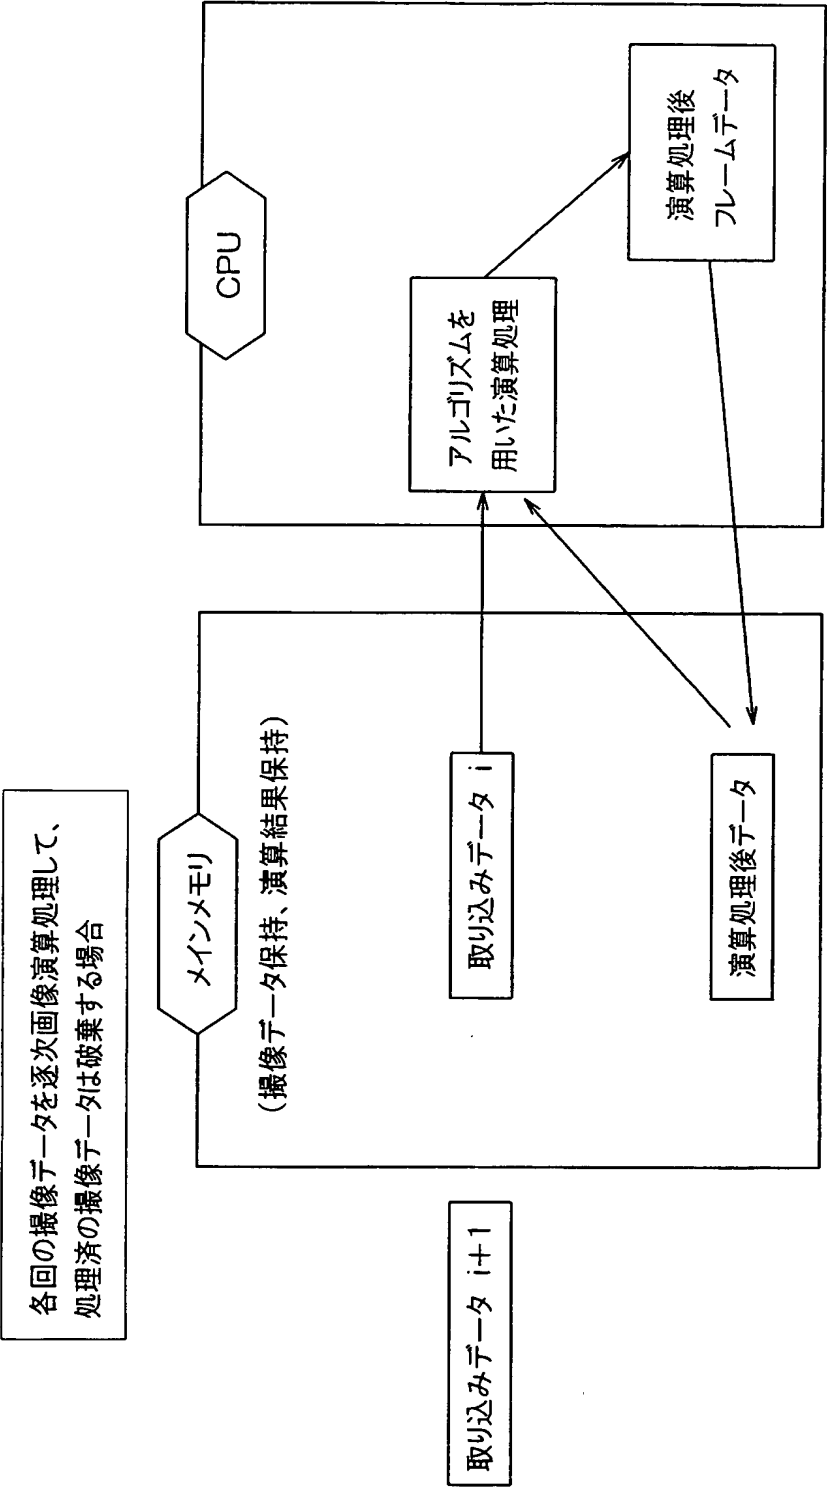 各回の撮像データを逐次画像演算処理して、
処理済の撮像データは破棄する場合
メインメモリ
(撮像データ保持、演算結果保持)
取り込みデータ i+1
取り込みデータ i
演算処理後データ
CPU
アルゴリズムを
用いた演算処理
演算処理後
フレームデータ